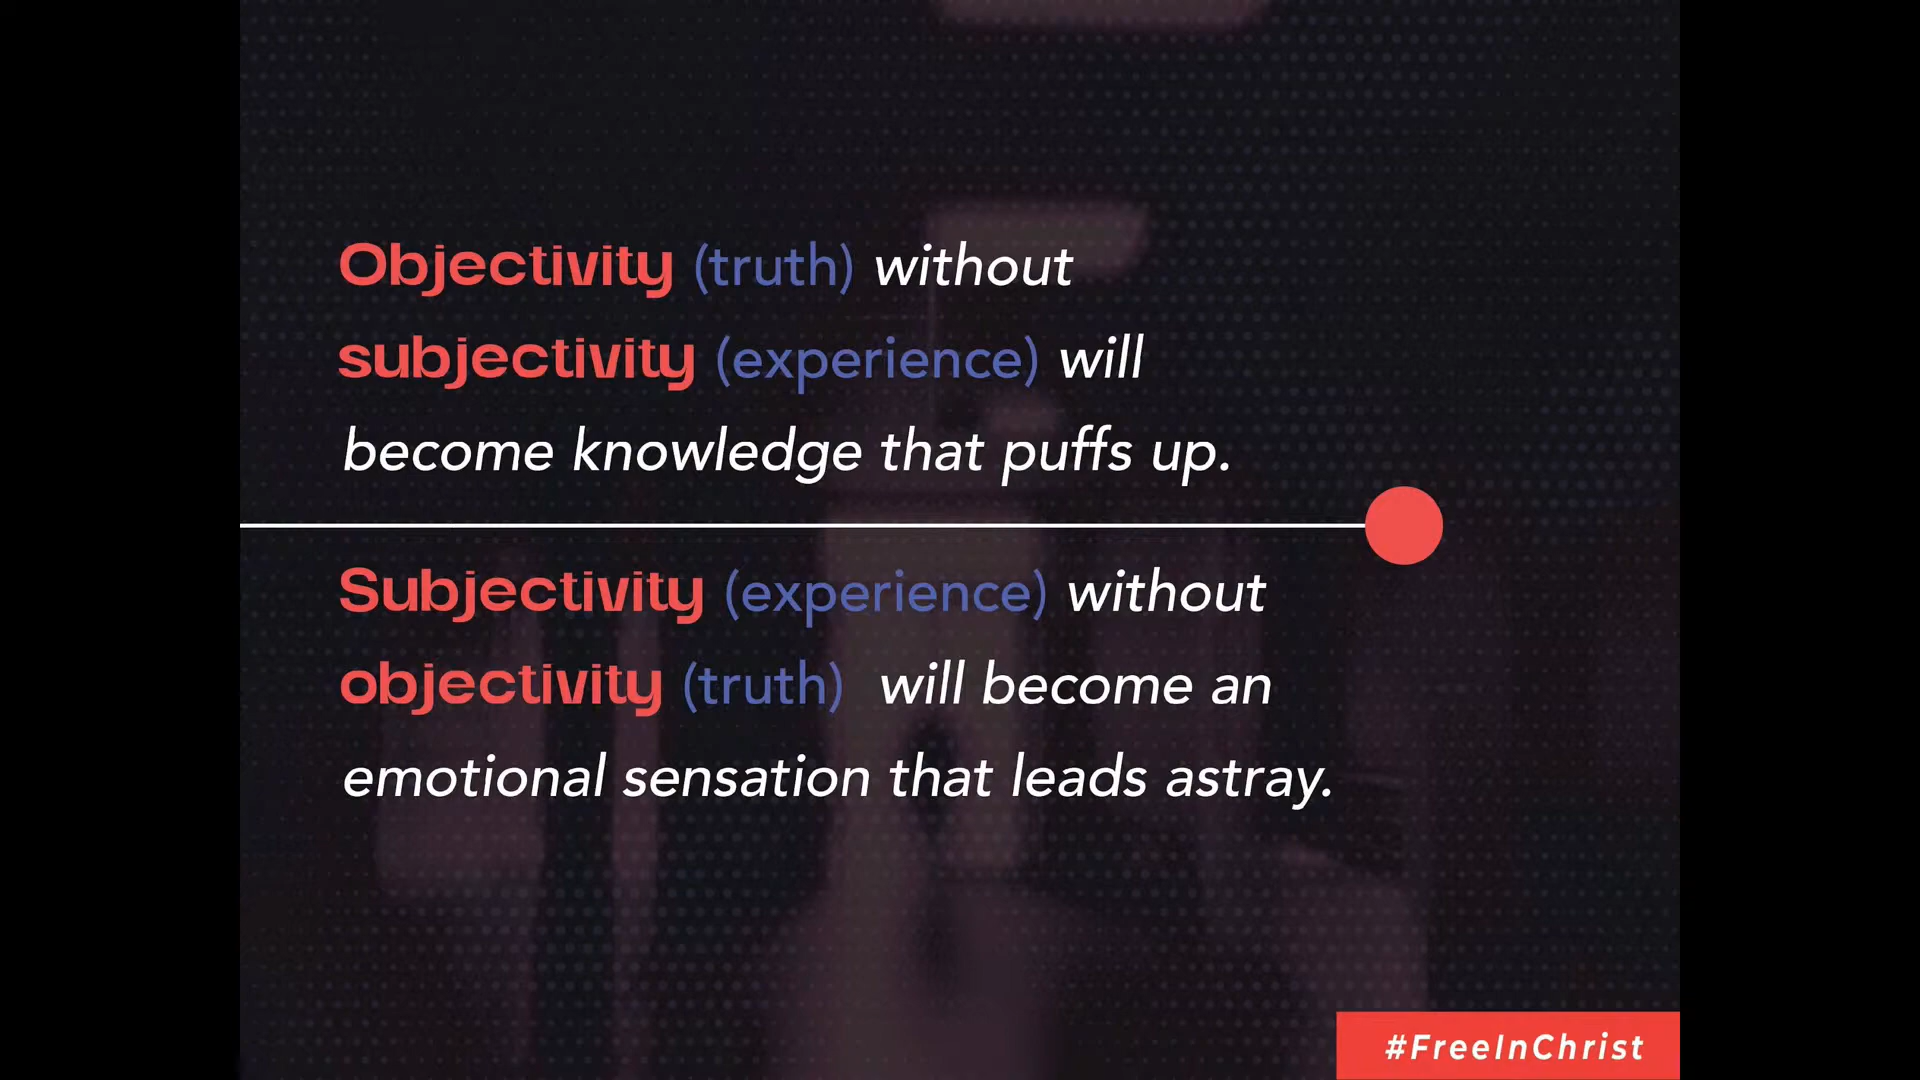 Objectivity (truth) without
subjectivity (experience) will
become knowledge that puffs up.
Subjectivity (experience) without
objectivity (truth) will become an
emotional sensation that leads astray.
#FreeInChrist